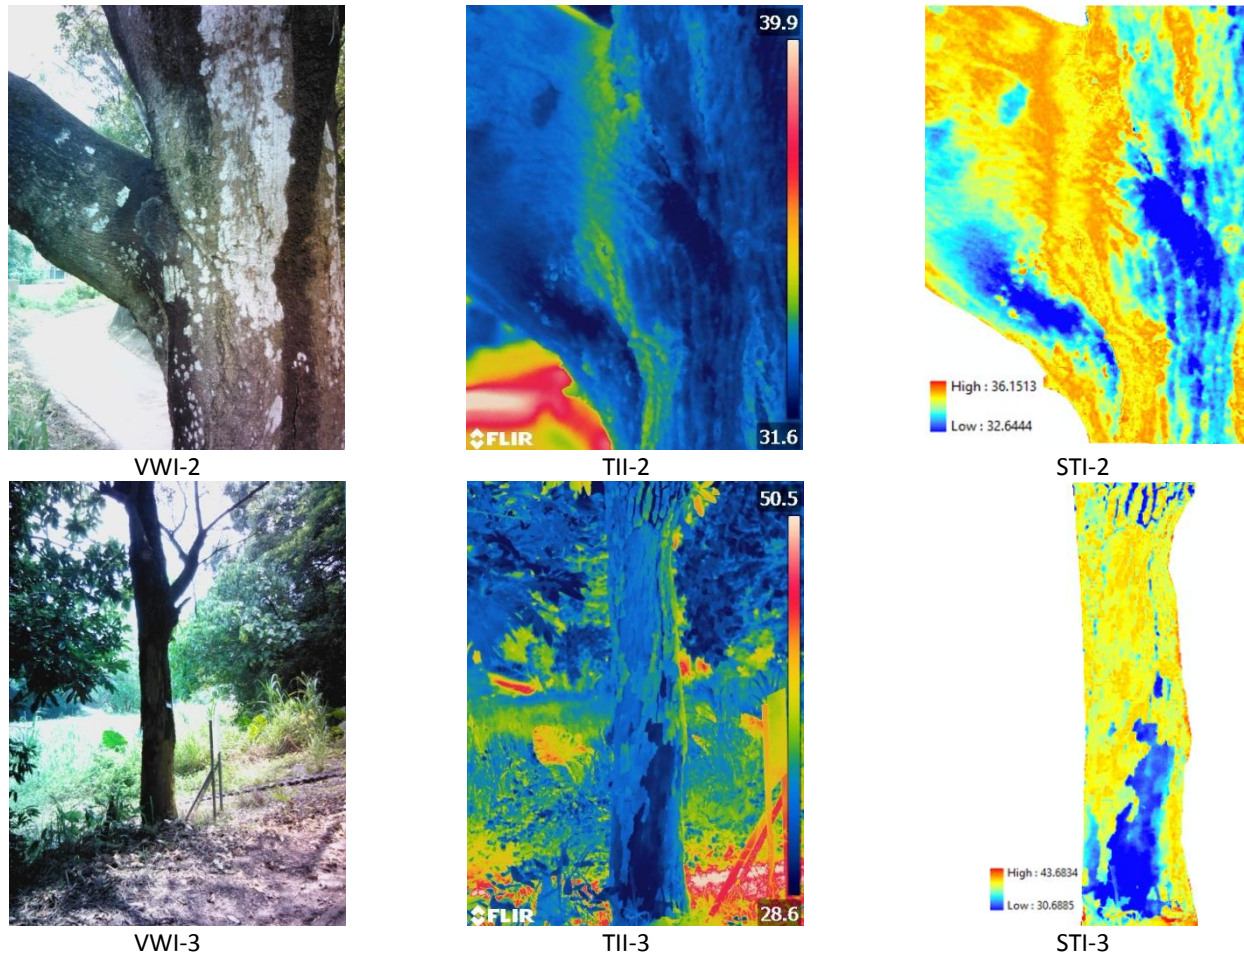 39.9
High : 36.1513
Low : 32.6444
FLIR
31.6
VWI-2
TII-2
STI-2
50.5
High : 43.6834
Low : 30.6885
FLIR
28.6
VWI-3
TII-3
STI-3